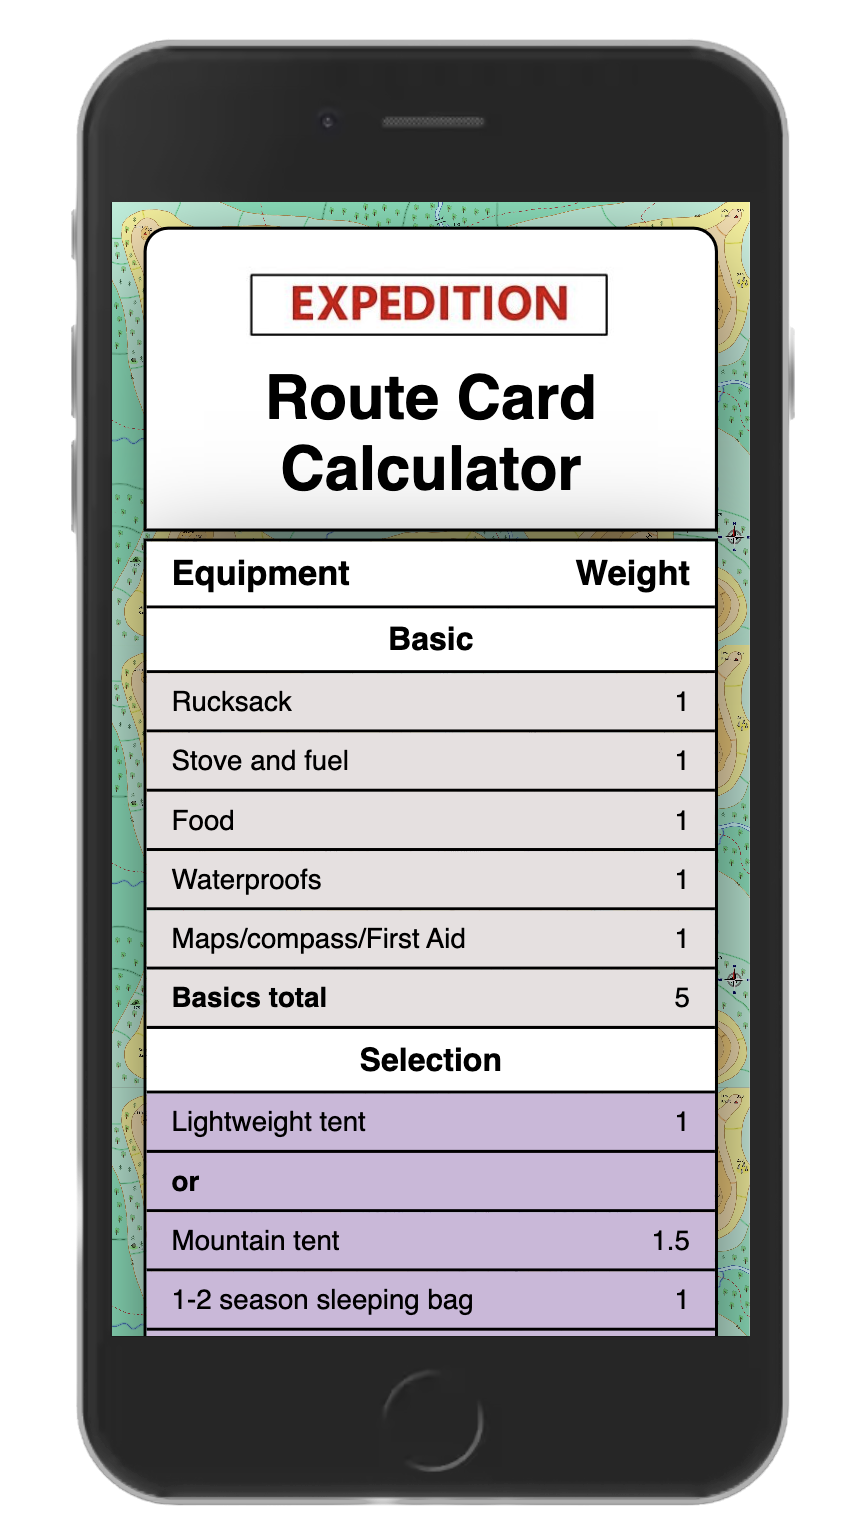 EXPEDITION
Route Card
Calculator
Equipment Weight
Basic
Rucksack 1
Stove and fuel 1
Food 1
Waterproofs 1
Maps/compass/First Aid 1
Basics total 5
Selection
Lightweight tent 1
or
Mountain tent 1.5
1-2 season sleeping bag 1